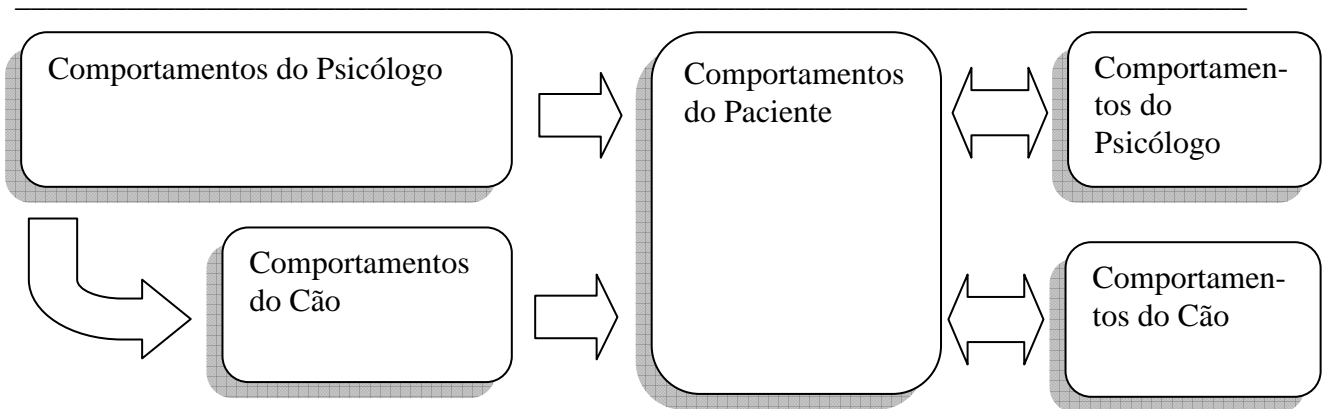 Comportamentos do Psicólogo
Comportamentos
do Paciente
Comportamen-
tos do
Psicólogo
Comportamentos
do Cão
Comportamen-
tos do Cão